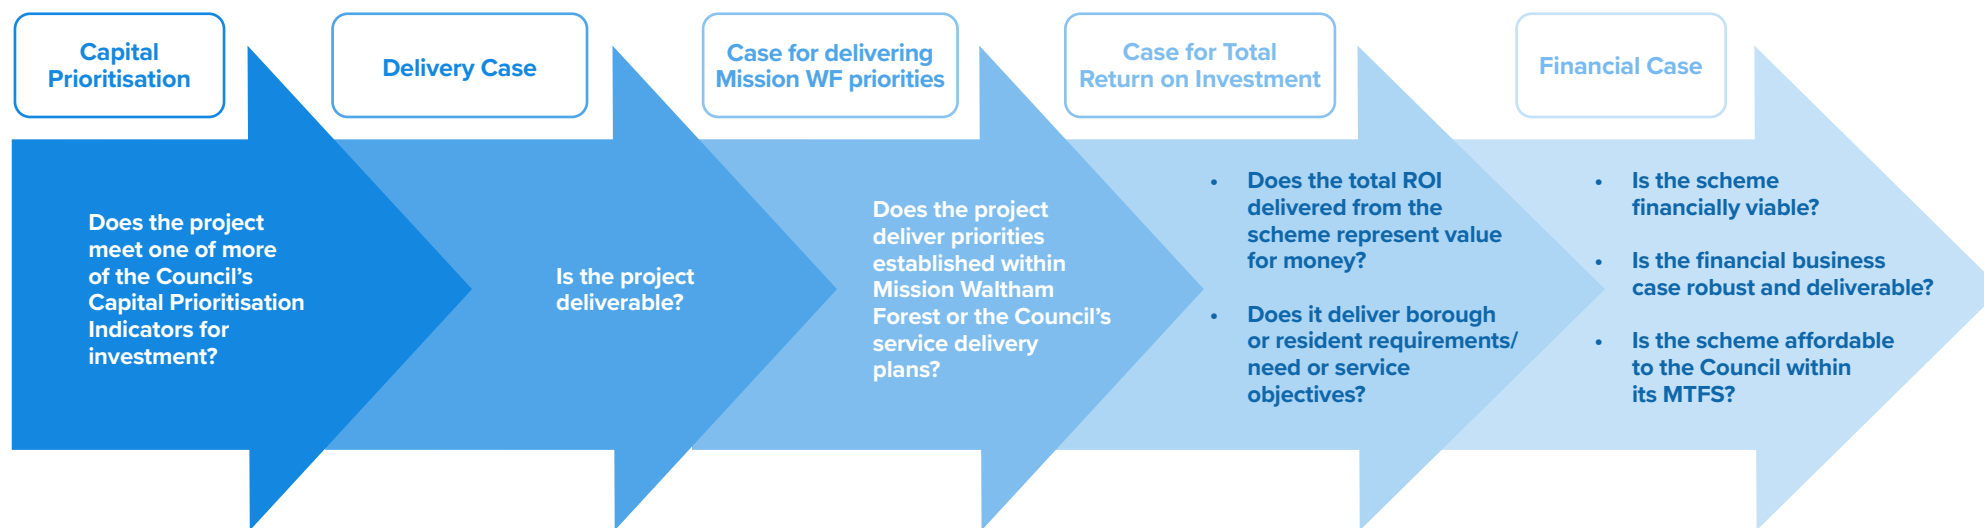 Capital
Prioritisation
Delivery Case
Case for delivering
Mission WF priorities
Case for Total
Return on Investment
Financial Case
Does the project
meet one of more
of the Council’s
Capital Prioritisation
Indicators for
investment?
Is the project
deliverable?
Does the project
deliver priorities
established within
Mission Waltham
Forest or the Council’s
service delivery
plans?
• Does the total ROI
delivered from the
scheme represent value
for money?
• Does it deliver borough
or resident requirements/
need or service
objectives?
• Is the scheme
financially viable?
• Is the financial business
case robust and deliverable?
• Is the scheme affordable
to the Council within
its MTFS?